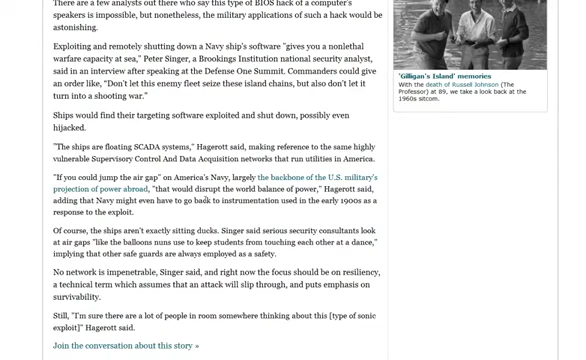 There are a few analysts out there who say this type of BIOS hack of a computer's
speakers is impossible, but nonetheless, the military applications of such a hack would be
astonishing.
Exploiting and remotely shutting down a Navy ship's software "gives you a nonlethal
warfare capacity at sea," Peter Singer, a Brookings Institution national security analyst,
said in an interview after speaking at the Defense One Summit. Commanders could give
an order like, “Don't let this enemy fleet seize these island chains, but also don't let it
turn into a shooting war.”
Ships would find their targeting software exploited and shut down, possibly even
hijacked.
"The ships are floating SCADA systems," Hagerott said, making reference to the same highly
vulnerable Supervisory Control And Data Acquisition networks that run utilities in America.
"If you could jump the air gap" on America's Navy, largely the backbone of the U.S. military's
projection of power abroad, "that would disrupt the world balance of power," Hagerott said,
adding that Navy might even have to go back to instrumentation used in the early 1900s as a
response to the exploit.
Of course, the ships aren't exactly sitting ducks. Singer said serious security consultants look
at air gaps "like the balloons nuns use to keep students from touching each other at a dance,"
implying that other safe guards are always employed as a safety.
No network is impenetrable, Singer said, and right now the focus should be on resiliency,
a technical term which assumes that an attack will slip through, and puts emphasis on
survivability.
Still, "I'm sure there are a lot of people in room somewhere thinking about this [type of sonic
exploit]" Hagerott said.
Join the conversation about this story »
'Gilligan's Island' memories
With the death of Russell Johnson (The
Professor) at 89, we take a look back at the
1960s sitcom.